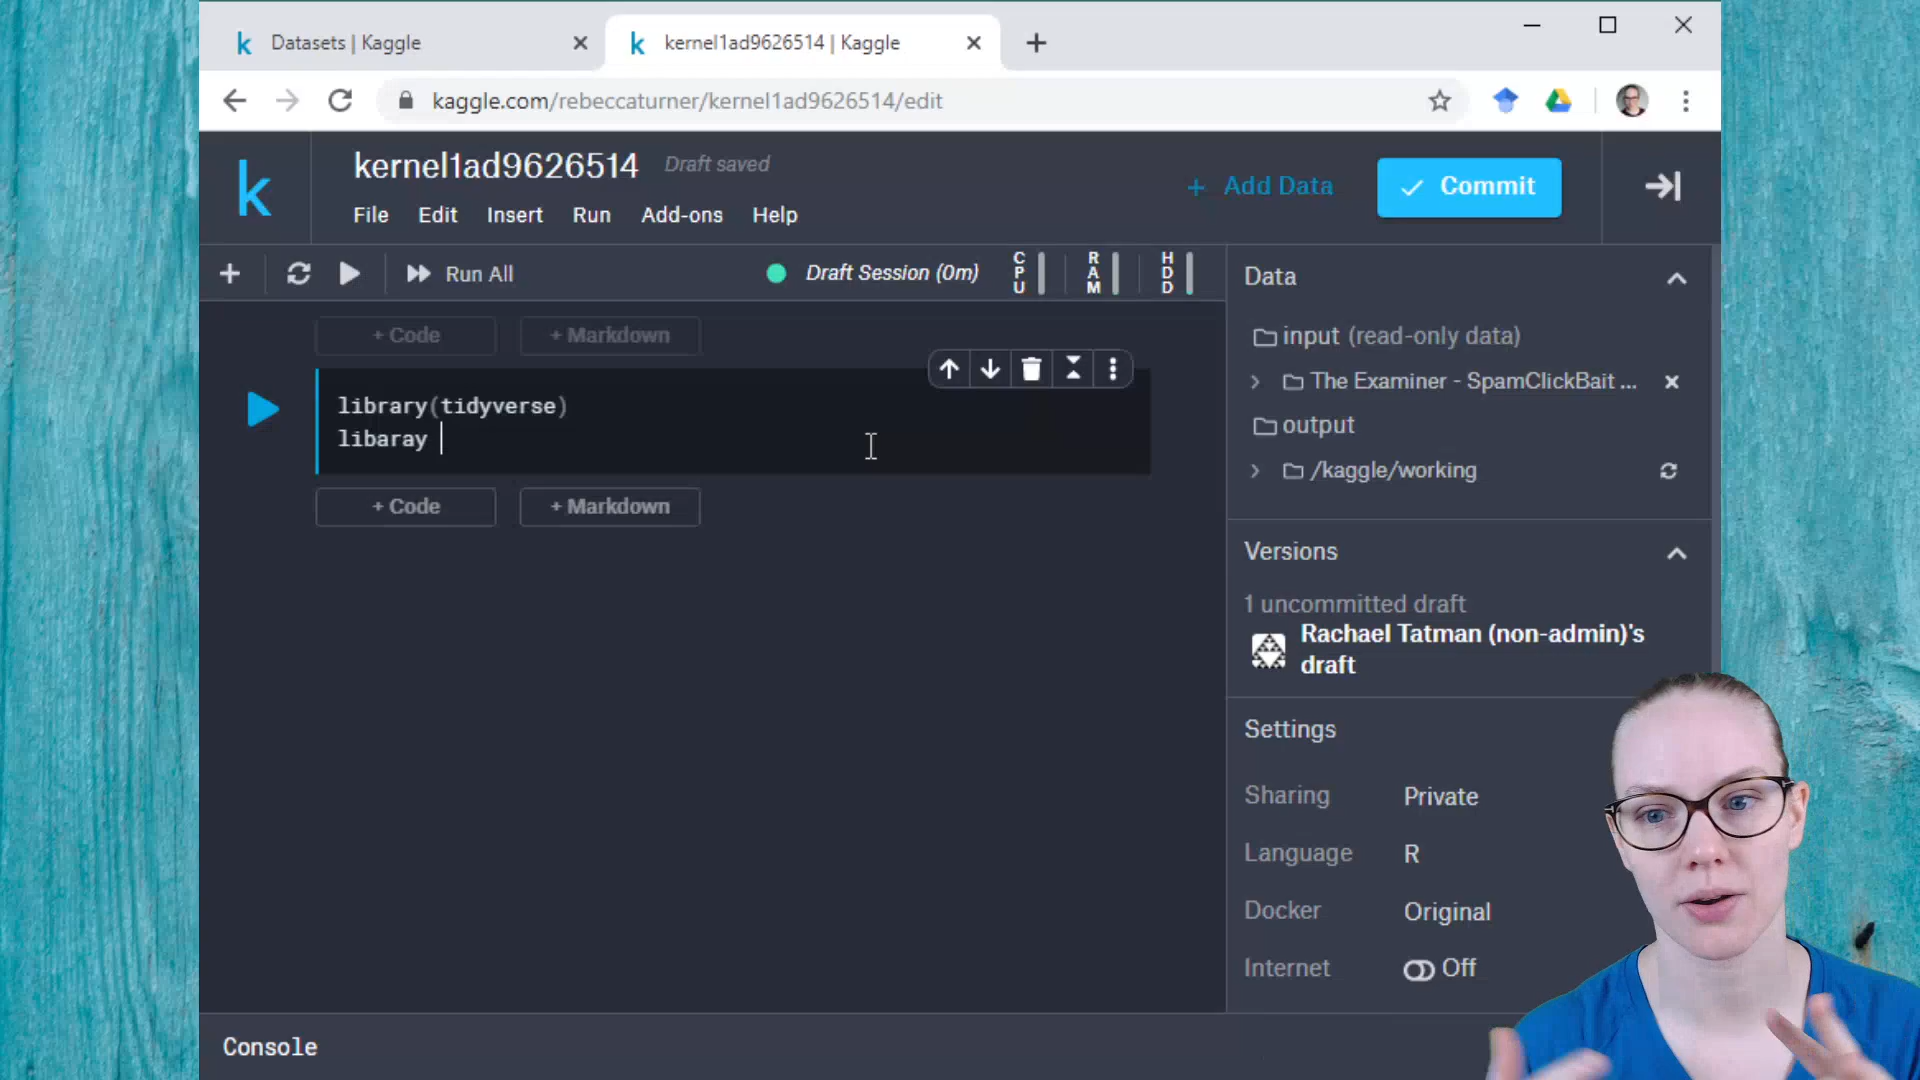 Datasets | Kaggle
kernel1ad9626514 | Kaggle
kaggle.com/rebeccaturner/kernel1ad9626514/edit
kernel1ad9626514 Draft saved
File Edit Insert Run Add-ons Help
+ Add Data
Commit
Run All
Draft Session (0m)
CPU
RAM
HDD
+ Code
+ Markdown
library(tidyverse)
libaray
+ Code
+ Markdown
Data
input (read-only data)
The Examiner - SpamClickBait ...
output
/kaggle/working
Versions
1 uncommitted draft
Rachael Tatman (non-admin)'s
draft
Settings
Sharing Private
Language R
Docker Original
Internet Off
Console